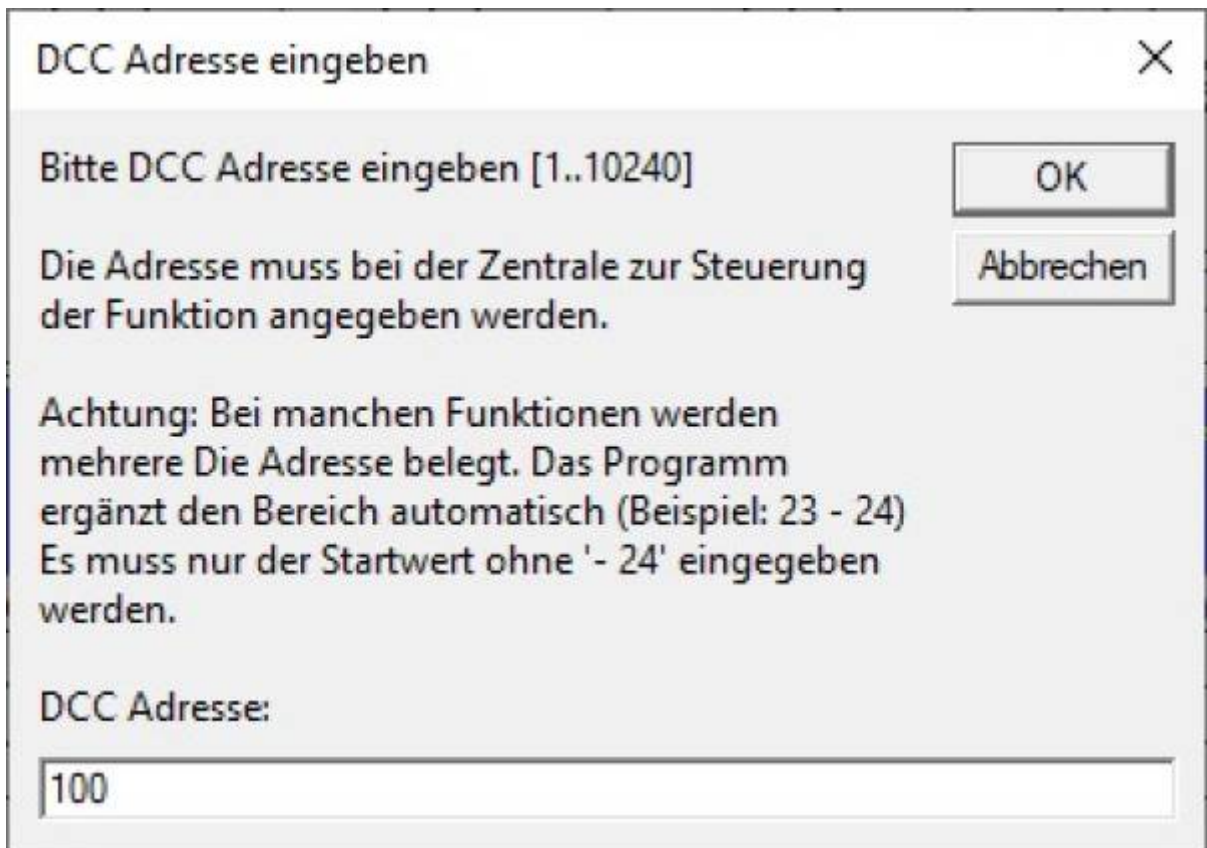 DCC Adresse eingeben
Bitte DCC Adresse eingeben [1..10240]
OK
Die Adresse muss bei der Zentrale zur Steuerung
der Funktion angegeben werden.
Abbrechen
Achtung: Bei manchen Funktionen werden
mehrere Die Adresse belegt. Das Programm
ergänzt den Bereich automatisch (Beispiel: 23 - 24)
Es muss nur der Startwert ohne '- 24' eingegeben
werden.
DCC Adresse:
100